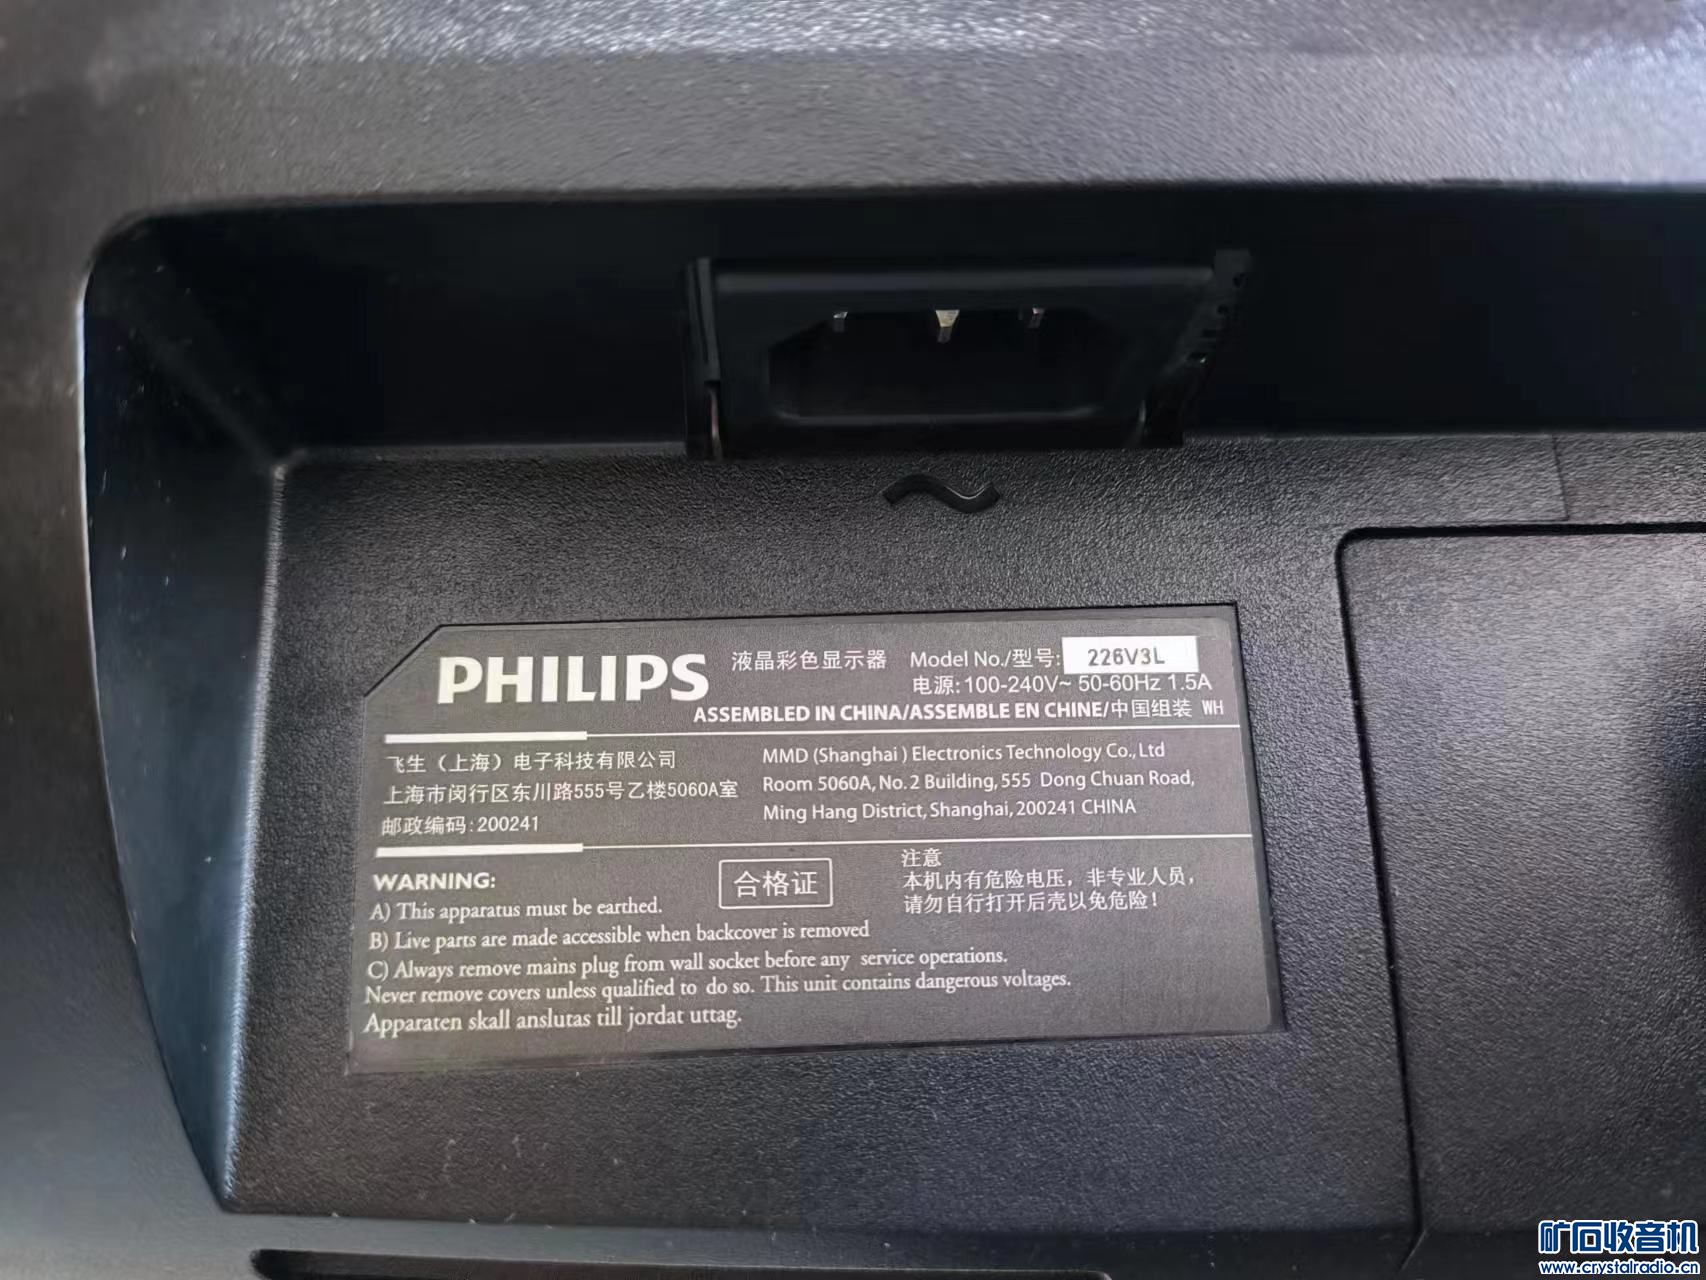 PHILIPS 液晶彩色显示器 Model No./型号: 226V3L
电源:100-240V~ 50-60Hz 1.5A
ASSEMBLED IN CHINA/ASSEMBLE EN CHINE/中国组装 WH
飞生（上海）电子科技有限公司
上海市闵行区东川路555号乙楼5060A室
邮政编码:200241
MMD (Shanghai ) Electronics Technology Co., Ltd
Room 5060A, No. 2 Building, 555 Dong Chuan Road,
Ming Hang District, Shanghai, 200241 CHINA
WARNING:
A) This apparatus must be earthed.
B) Live parts are made accessible when backcover is removed
C) Always remove mains plug from wall socket before any service operations.
Never remove covers unless qualified to do so. This unit contains dangerous voltages.
Apparaten skall anslutas till jordat uttag.
合格证
注意
本机内有危险电压，非专业人员，
请勿自行打开后壳以免危险！
矿石收音机
www.crystalradio.cn